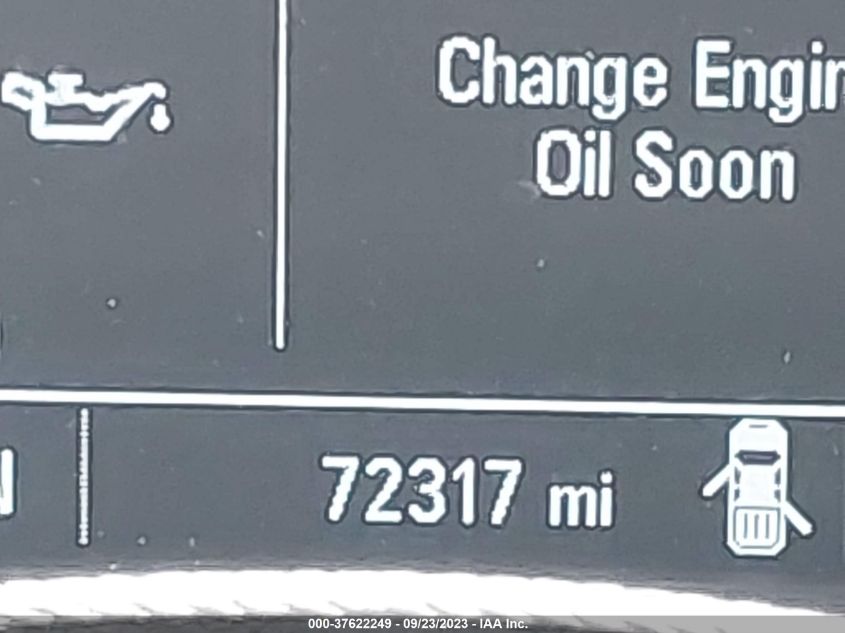 Change Engin
Oil Soon
N
72317 mi
000-37622249 - 09/23/2023 - IAA Inc.